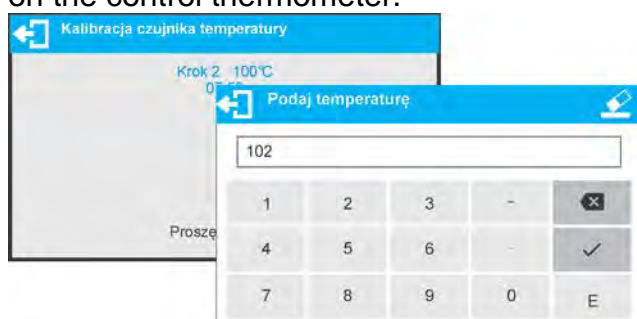 on the control thermometer.
Kalibracja czujnika temperatury
Krok 2 100°C
Podaj temperaturę
102
1 2 3 -
Proszę
4 5 6
7 8 9 0 E